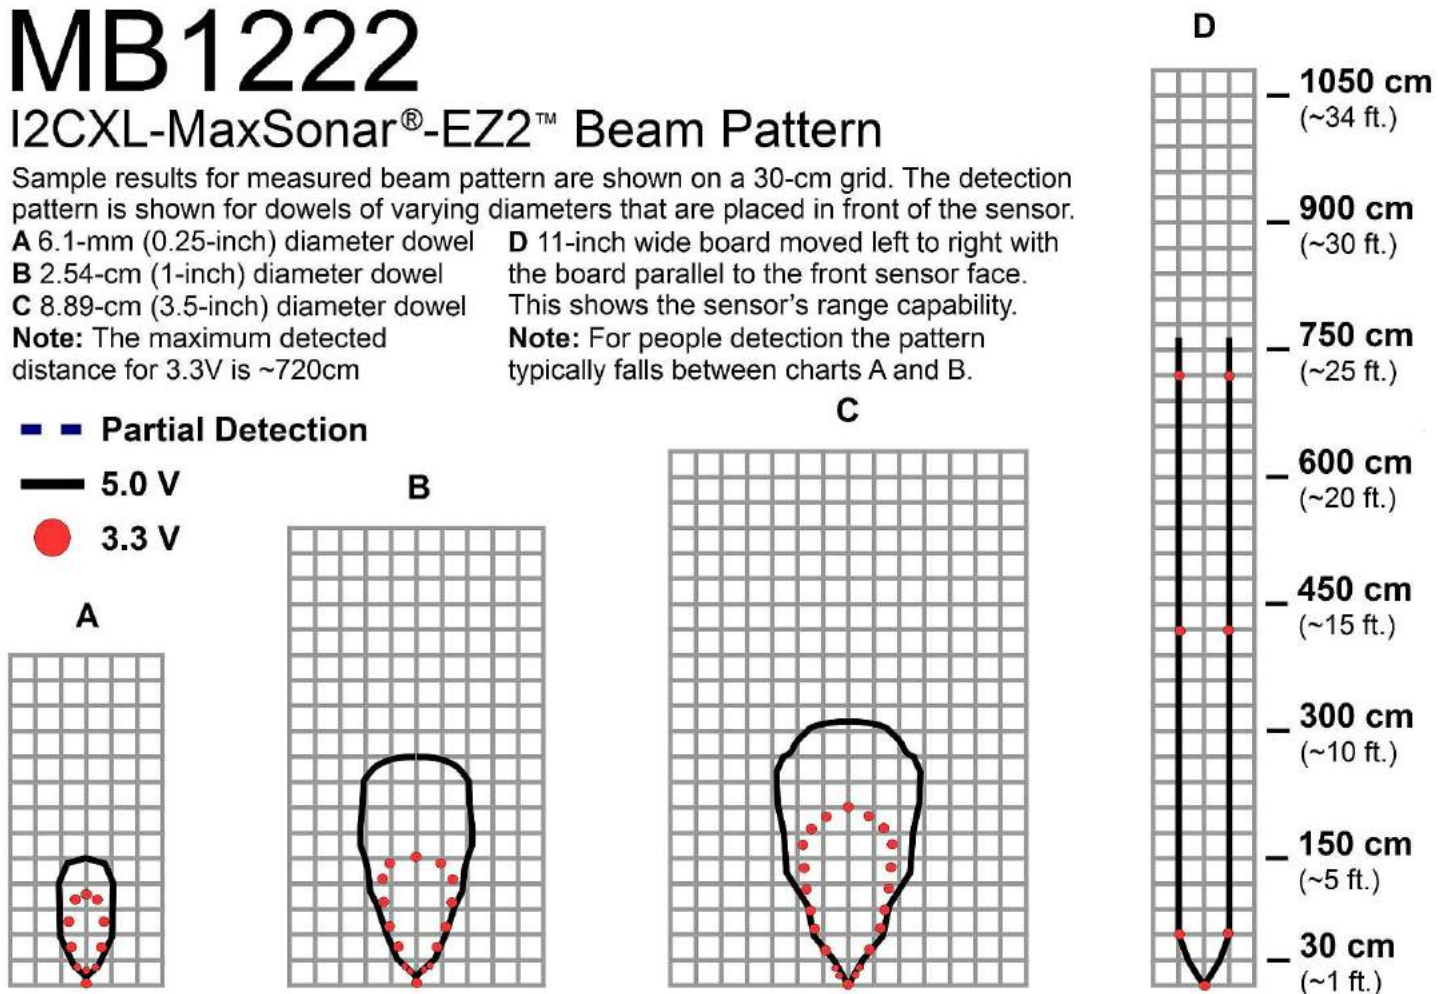 MB1222
I2CXL-MaxSonar®-EZ2™ Beam Pattern
Sample results for measured beam pattern are shown on a 30-cm grid. The detection
pattern is shown for dowels of varying diameters that are placed in front of the sensor.
A 6.1-mm (0.25-inch) diameter dowel
B 2.54-cm (1-inch) diameter dowel
C 8.89-cm (3.5-inch) diameter dowel
Note: The maximum detected
distance for 3.3V is ~720cm
D 11-inch wide board moved left to right with
the board parallel to the front sensor face.
This shows the sensor's range capability.
Note: For people detection the pattern
typically falls between charts A and B.
Partial Detection
5.0 V
3.3 V
A
B
C
D
1050 cm
(~34 ft.)
900 cm
(~30 ft.)
750 cm
(~25 ft.)
600 cm
(~20 ft.)
450 cm
(~15 ft.)
300 cm
(~10 ft.)
150 cm
(~5 ft.)
30 cm
(~1 ft.)